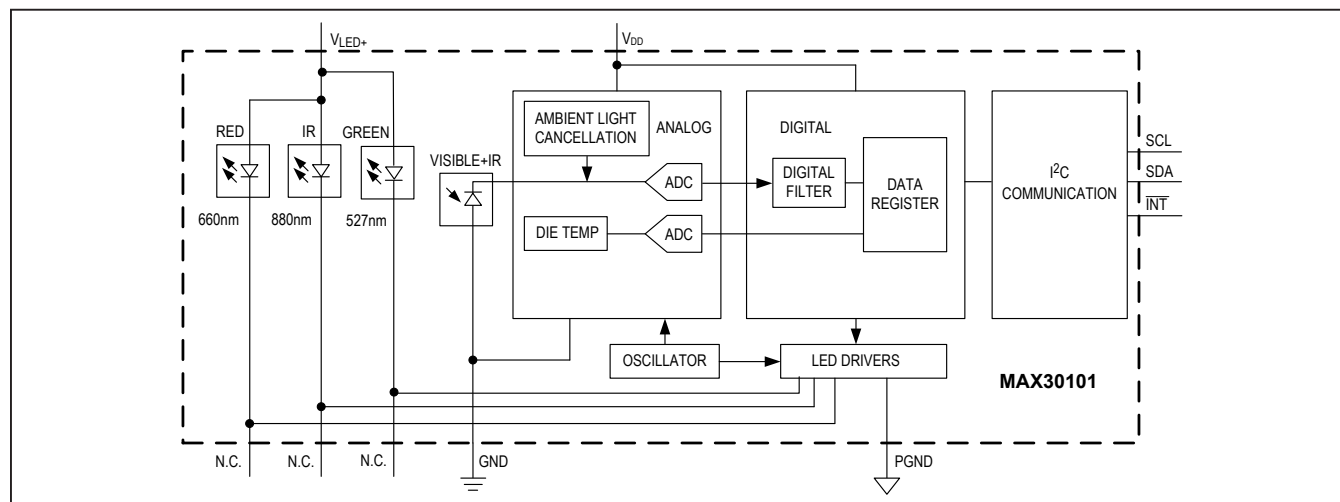 VLED+
VDD
RED
IR
GREEN
660nm
880nm
527nm
VISIBLE+IR
AMBIENT LIGHT
CANCELLATION
ANALOG
ADC
DIE TEMP
ADC
DIGITAL
DIGITAL
FILTER
DATA
REGISTER
I²C
COMMUNICATION
SCL
SDA
INT
OSCILLATOR
LED DRIVERS
MAX30101
N.C.
N.C.
N.C.
GND
PGND